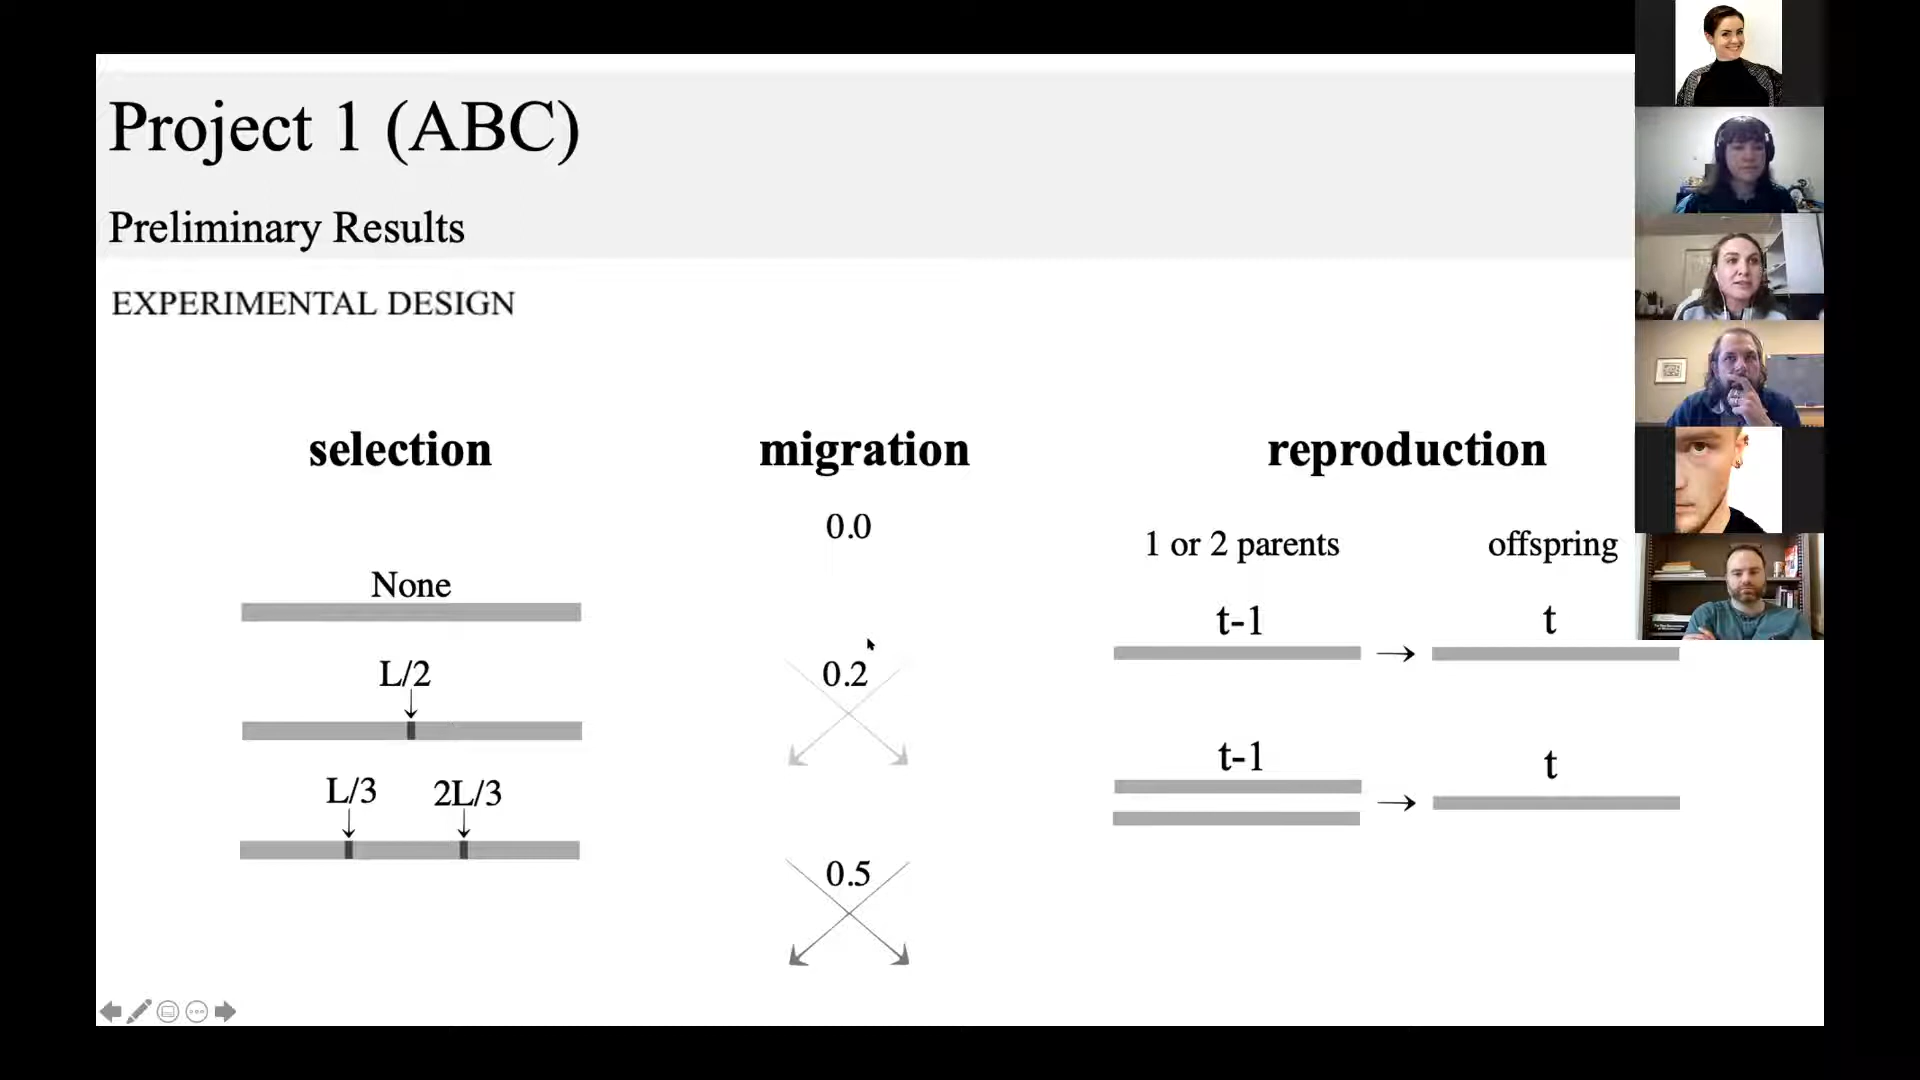 Project 1 (ABC)
Preliminary Results
EXPERIMENTAL DESIGN
selection
None
L/2
L/3 2L/3
migration
0.0
0.2
0.5
reproduction
1 or 2 parents offspring
t-1 t
t-1 t